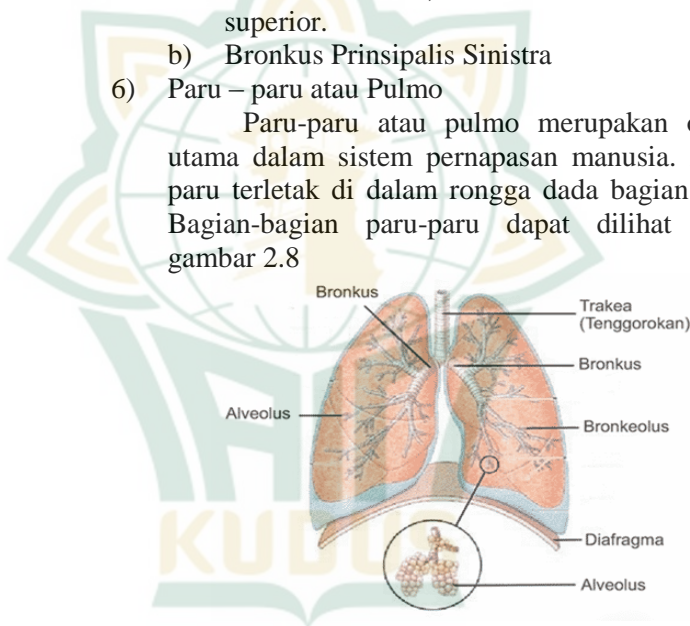 superior.
b) Bronkus Prinsipalis Sinistra
6) Paru – paru atau Pulmo
Paru-paru atau pulmo merupakan
utama dalam sistem pernapasan manusia.
paru terletak di dalam rongga dada bagian
Bagian-bagian paru-paru dapat dilihat
gambar 2.8
Bronkus
Trakea
(Tenggorokan)
Bronkus
Alveolus
Bronkeolus
Diafragma
Alveolus
KUDUS